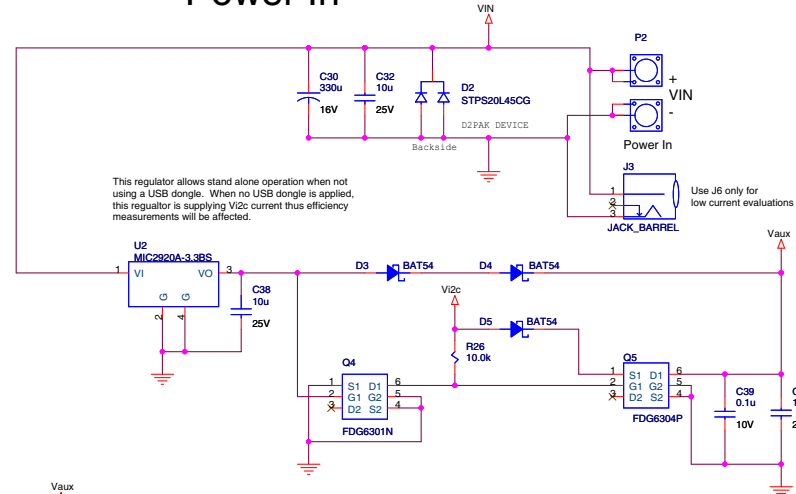 Power In
VIN
P2
+
VIN
-
Power In
C30
330u
16V
C32
10u
25V
D2
STPS20L45CG
D2PAK DEVICE
Backside
J3
1
2
3
JACK_BARREL
Use J6 only for
low current evaluations
This regulator allows stand alone operation when not
using a USB dongle. When no USB dongle is applied,
this regualtor is supplying Vi2c current thus efficiency
measurements will be affected.
U2
MIC2920A-3.3BS
1 VI VO 3
G G
2 4
C38
10u
25V
D3 BAT54
D4 BAT54
Vaux
Vi2c
D5 BAT54
R26
10.0k
Q4
1 S1 D1 6
2 G1 G2 5
3 D2 S2 4
FDG6301N
Q5
1 S1 D1 6
2 G1 G2 5
3 D2 S2 4
FDG6304P
C39
0.1u
10V
C
1
2
Vaux